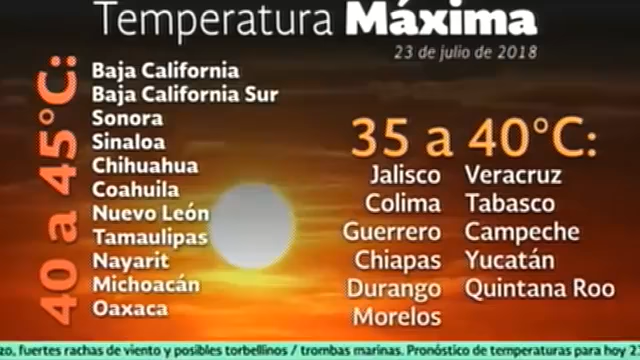 Temperatura Máxima
23 de julio de 2018
40 a 45°C:
Baja California
Baja California Sur
Sonora
Sinaloa
Chihuahua
Coahuila
Nuevo León
Tamaulipas
Nayarit
Michoacán
Oaxaca
35 a 40°C:
Jalisco
Colima
Guerrero
Chiapas
Durango
Morelos
Veracruz
Tabasco
Campeche
Yucatán
Quintana Roo
fuertes rachas de viento y posibles torbellinos / trombas marinas. Pronóstico de temperaturas para hoy